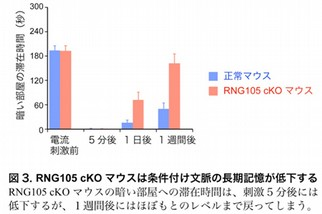 暗い部屋の滞在時間(秒)
300
240
180
120
60
0
正常マウス
RNG105 cKO マウス
電流
刺激前
5分後
1日後
1週間後
図 3. RNG105 cKO マウスは条件付け文脈の長期記憶が低下する
RNG105 cKO マウスの暗い部屋への滞在時間は、刺激 5 分後には
低下するが、1 週間後にはほぼもとのレベルまで戻ってしまう。